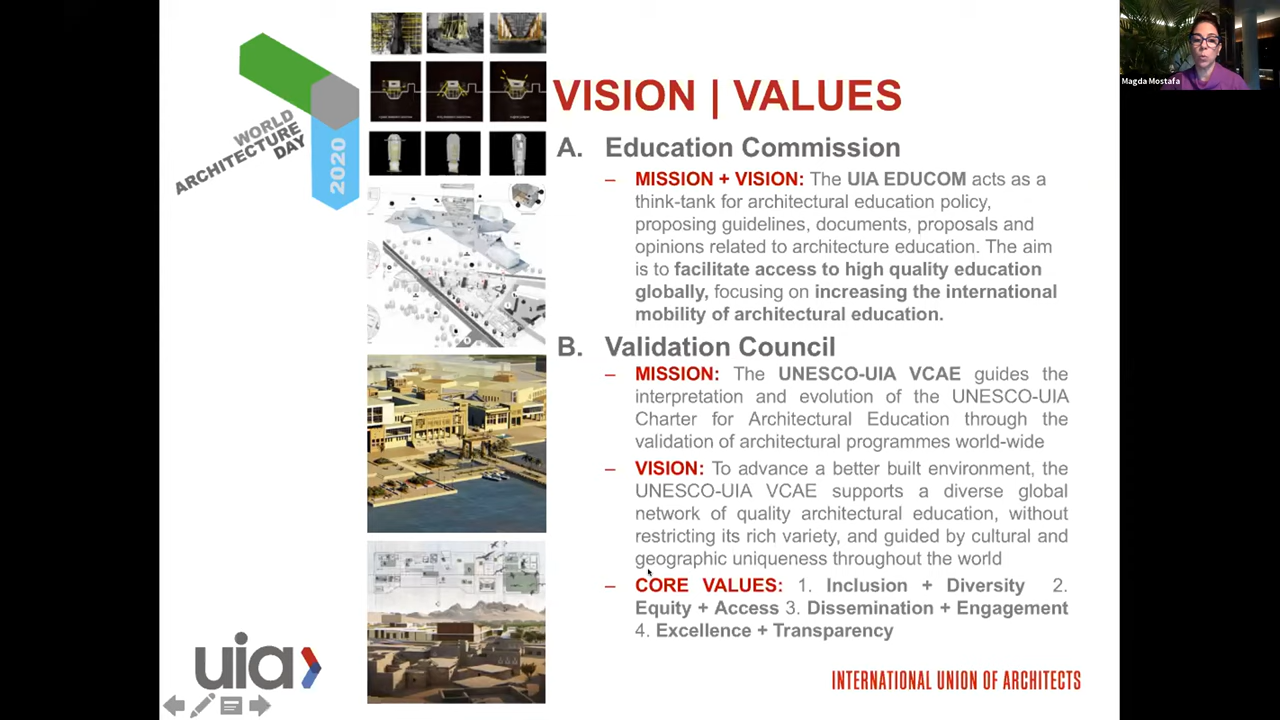 WORLD
ARCHITECTURE
DAY
2020
VISION | VALUES
A. Education Commission
– MISSION + VISION: The UIA EDUCOM acts as a
think-tank for architectural education policy,
proposing guidelines, documents, proposals and
opinions related to architecture education. The aim
is to facilitate access to high quality education
globally, focusing on increasing the international
mobility of architectural education.
B. Validation Council
– MISSION: The UNESCO-UIA VCAE guides the
interpretation and evolution of the UNESCO-UIA
Charter for Architectural Education through the
validation of architectural programmes world-wide
– VISION: To advance a better built environment, the
UNESCO-UIA VCAE supports a diverse global
network of quality architectural education, without
restricting its rich variety, and guided by cultural and
geographic uniqueness throughout the world
– CORE VALUES: 1. Inclusion + Diversity 2.
Equity + Access 3. Dissemination + Engagement
4. Excellence + Transparency
uia
INTERNATIONAL UNION OF ARCHITECTS
Magda Mostafa